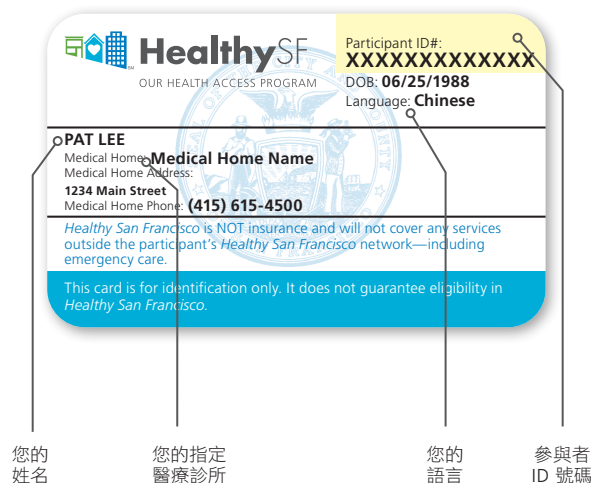 HealthySF
SM
OUR HEALTH ACCESS PROGRAM
Participant ID#:
XXXXXXXXXXXXX
DOB: 06/25/1988
Language: Chinese
PAT LEE
Medical Home: Medical Home Name
Medical Home Address:
1234 Main Street
Medical Home Phone: (415) 615-4500
Healthy San Francisco is NOT insurance and will not cover any services
outside the participant's Healthy San Francisco network—including
emergency care.
This card is for identification only. It does not guarantee eligibility in
Healthy San Francisco.
您的
姓名
您的指定
醫療診所
您的
語言
參與者
ID 號碼